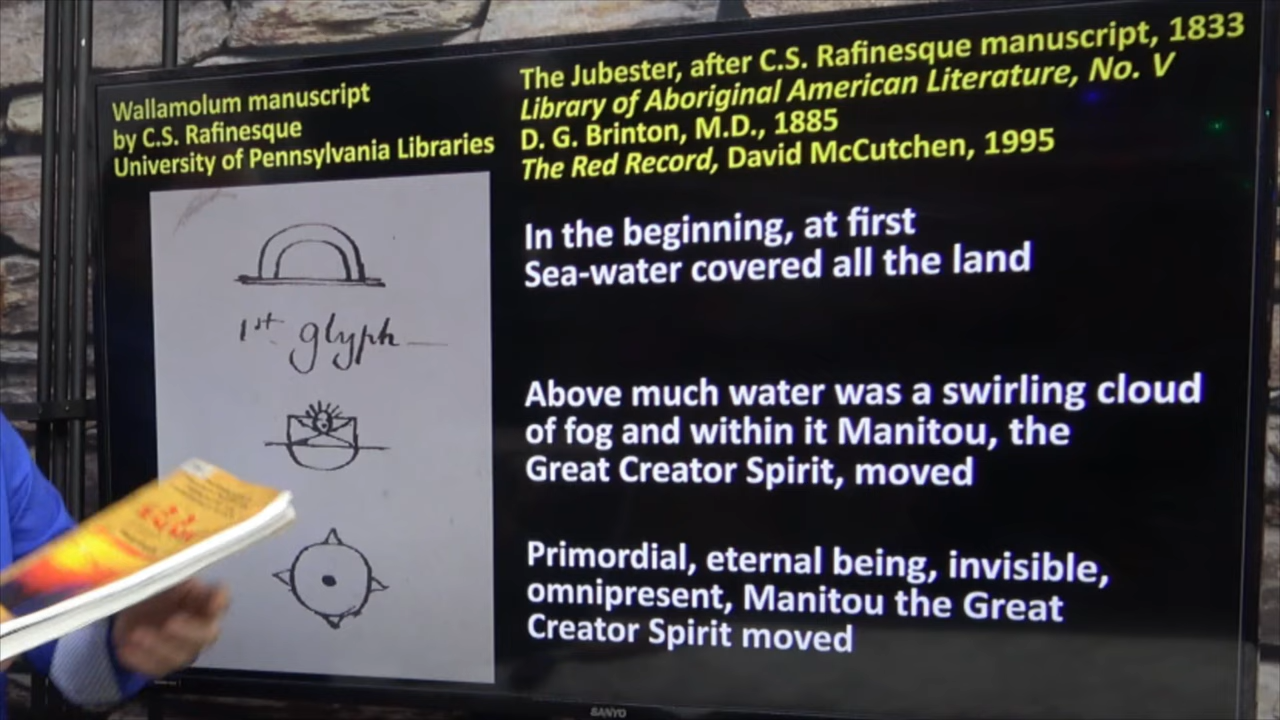 Wallamolum manuscript
by C.S. Rafinesque
University of Pennsylvania Libraries
1st glyph
The Jubester, after C.S. Rafinesque manuscript, 1833
Library of Aboriginal American Literature, No. V
D. G. Brinton, M.D., 1885
The Red Record, David McCutchen, 1995
In the beginning, at first
Sea-water covered all the land
Above much water was a swirling cloud
of fog and within it Manitou, the
Great Creator Spirit, moved
Primordial, eternal being, invisible,
omnipresent, Manitou the Great
Creator Spirit moved
SANYO